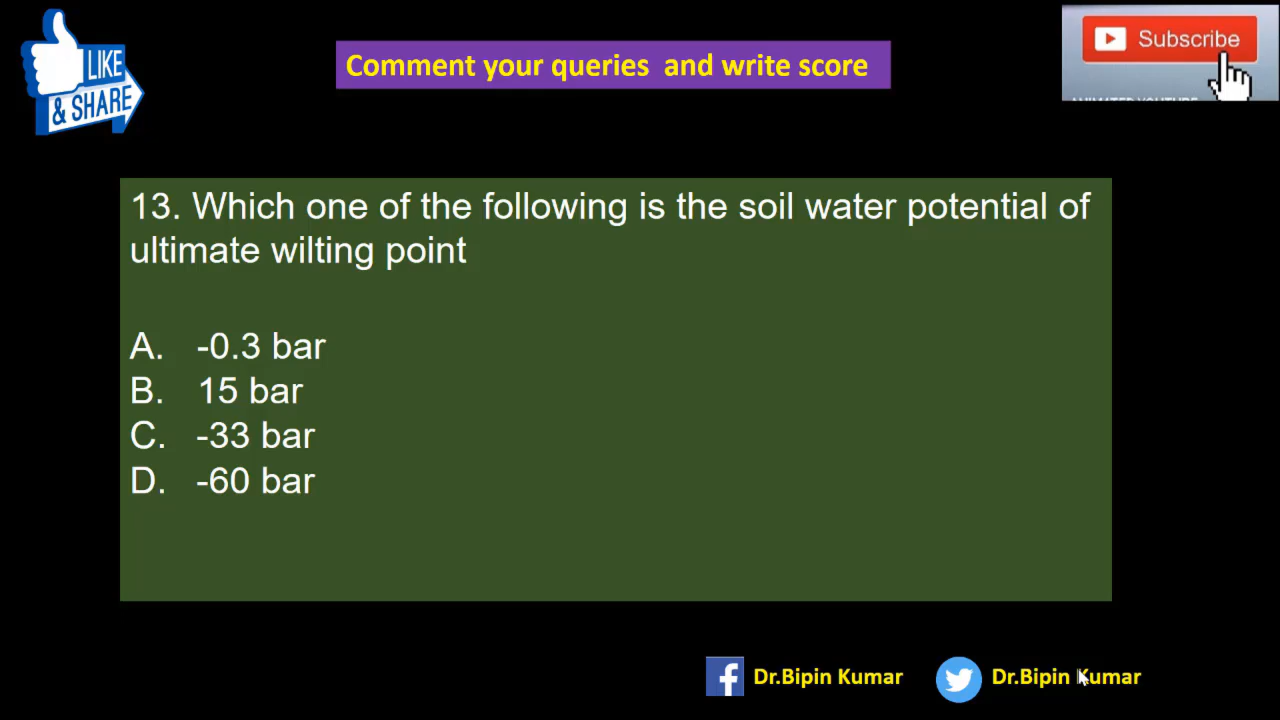 LIKE
& SHARE
Comment your queries and write score
Subscribe
13. Which one of the following is the soil water potential of
ultimate wilting point
A. -0.3 bar
B. 15 bar
C. -33 bar
D. -60 bar
Dr.Bipin Kumar
Dr.Bipin Kumar